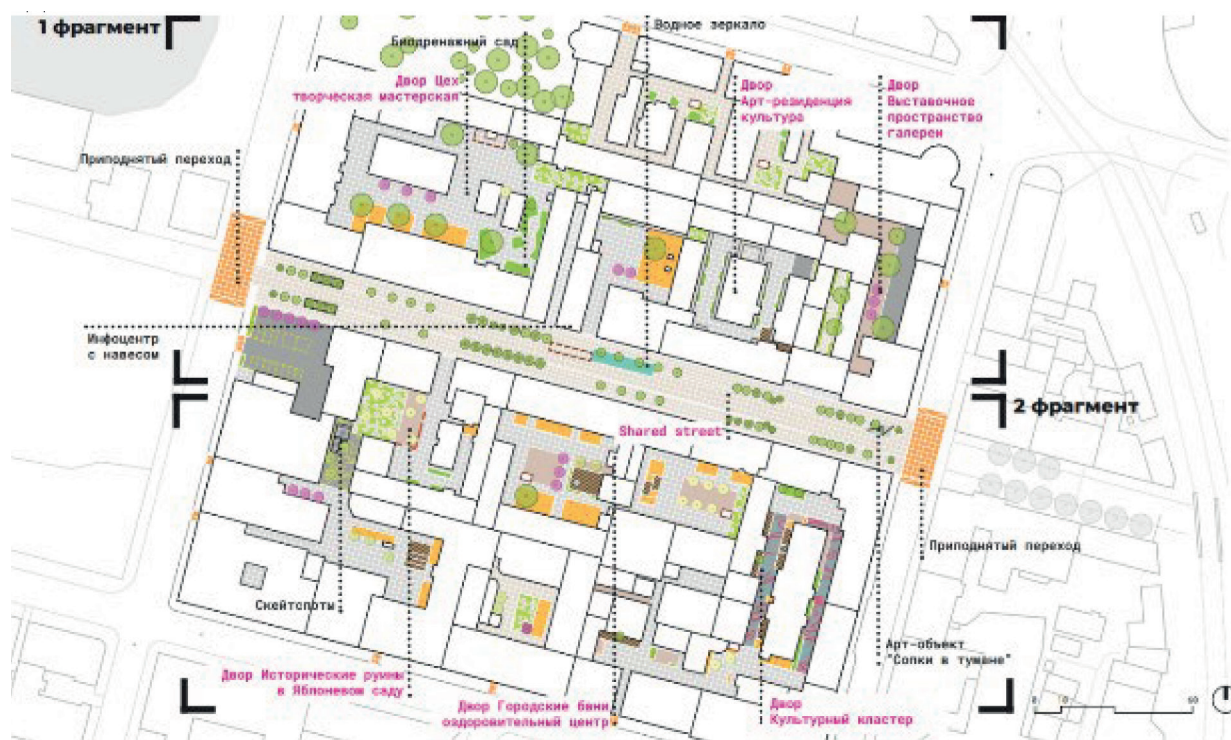 1 фрагмент
Водное зеркало
Биодренажный сад
Двор Цех
творческая мастерская
Двор
Арт-резиденция
культура
Двор
Выставочное
пространство
галереи
Приподнятый переход
Инфоцентр
с навесом
2 фрагмент
Shared street
Приподнятый переход
Скейтспоты
Арт-объект
"Сопки в тумане"
Двор Исторические руины
в Яблоневом саду
Двор Городские бани
оздоровительный центр
Двор
Культурный кластер